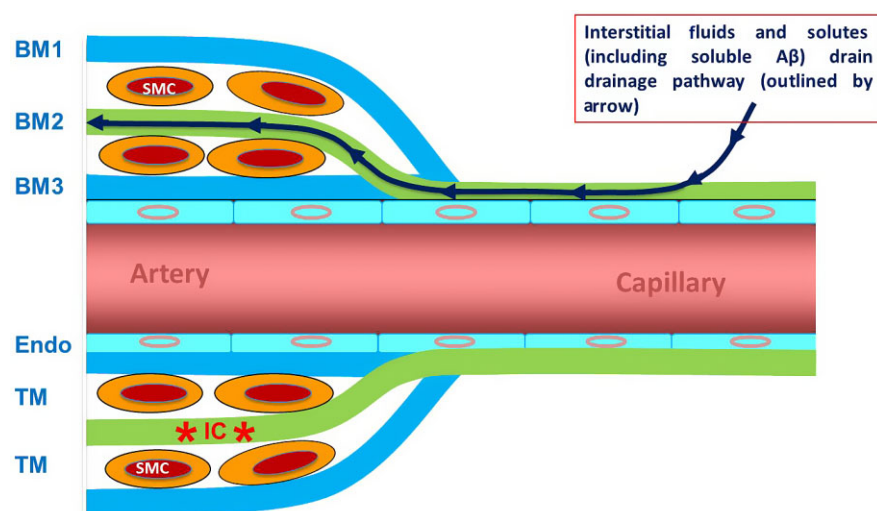 Interstitial fluids and solutes
(including soluble Aβ) drain
drainage pathway (outlined by
arrow)
BM1
SMC
BM2
BM3
Artery
Capillary
Endo
TM
* IC *
TM
SMC